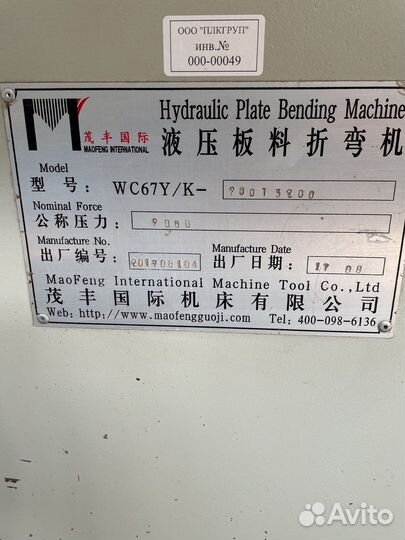 ООО "ПЛКГРУП"
инв.№
000-00049
Hydraulic Plate Bending Machine
茂丰国际
MAOFENG INTERNATIONAL
液压板料折弯机
Model
型号: WC67Y/K-
Nominal Force
公称压力:
Manufacture No. Manufacture Date
出厂编号: 201708104 出厂日期: 17 08
MaoFeng International Machine Tool Co.,Ltd
茂丰国际机床有限公司
Web: http://www.maofengguoji.com Tel: 400-098-6136
Avito